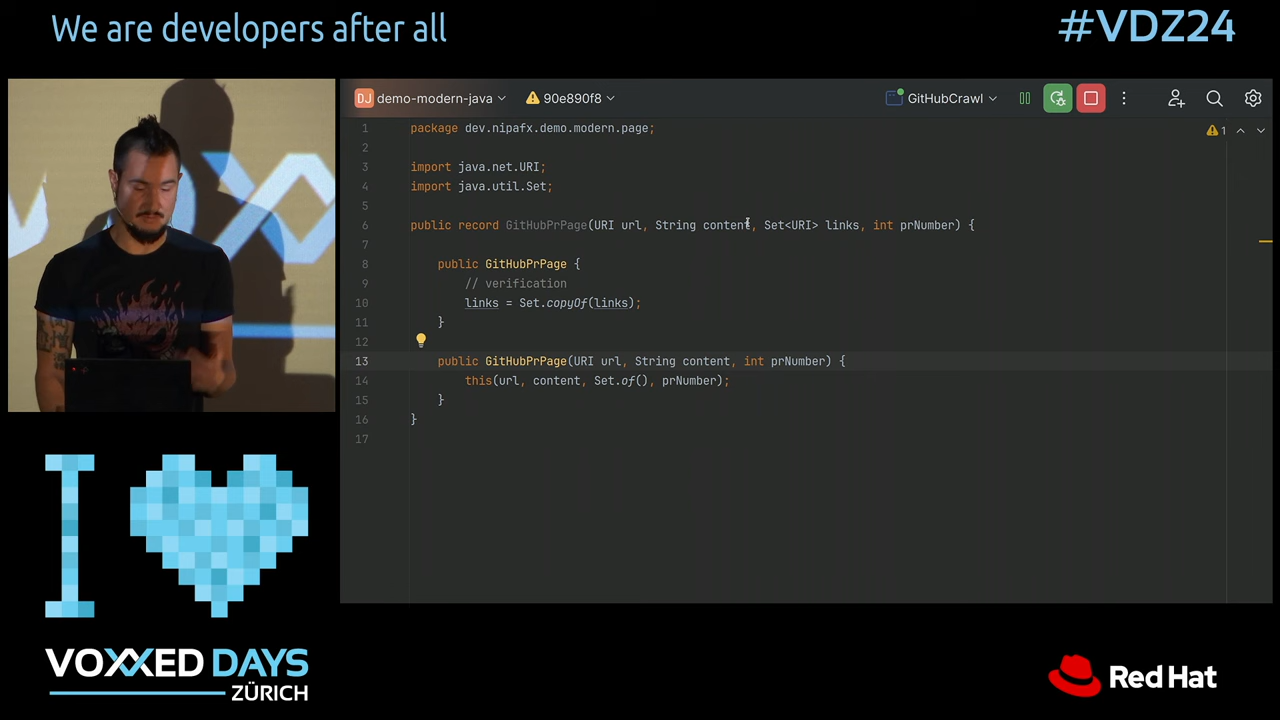 We are developers after all
#VDZ24
DJ demo-modern-java
90e890f8
GitHubCrawl
1 package dev.nipafx.demo.modern.page;
1
2
3 import java.net.URI;
4 import java.util.Set;
5
6 public record GitHubPrPage(URI url, String content, Set<URI> links, int prNumber) {
7
8 public GitHubPrPage {
9 // verification
10 links = Set.copyOf(links);
11 }
12
13 public GitHubPrPage(URI url, String content, int prNumber) {
14 this(url, content, Set.of(), prNumber);
15 }
16 }
17
I
VOXXED DAYS
ZÜRICH
Red Hat